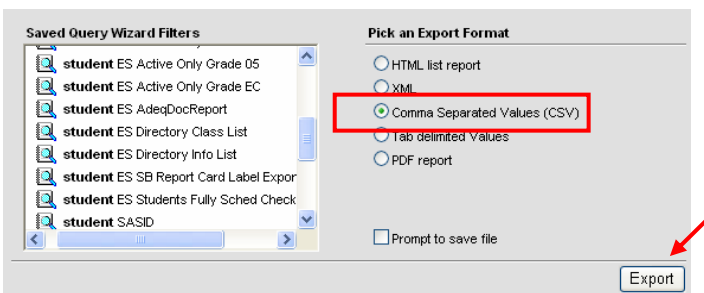 Saved Query Wizard Filters
student ES Active Only Grade 05
student ES Active Only Grade EC
student ES AdeqDocReport
student ES Directory Class List
student ES Directory Info List
student ES SB Report Card Label Expor
student ES Students Fully Sched Check
student SASID
Pick an Export Format
HTML list report
XML
Comma Separated Values (CSV)
Tab delimited Values
PDF report
Prompt to save file
Export